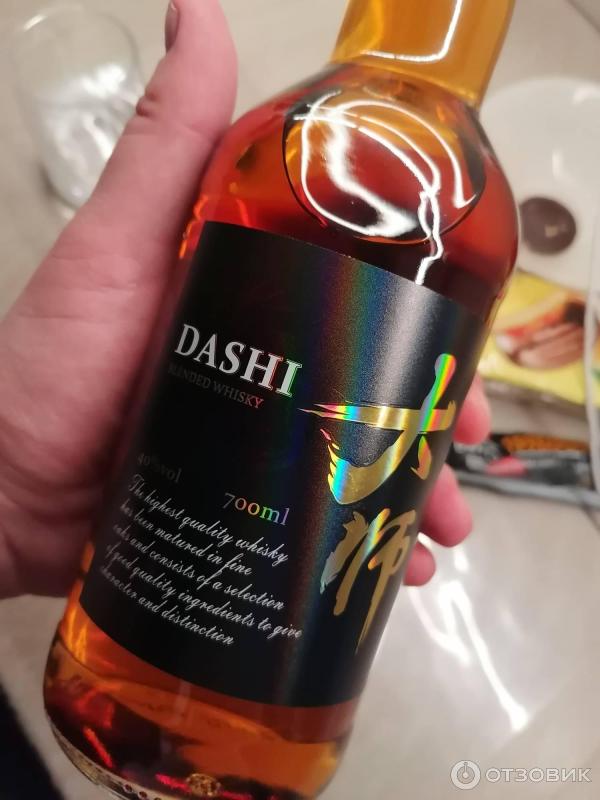 DASHI
BLENDED WHISKY
大师
40%vol 700ml
The highest quality whisky
has been matured in fine
oaks and consists of a selection
of good quality ingredients to give
character and distinction
ОТЗОВИК